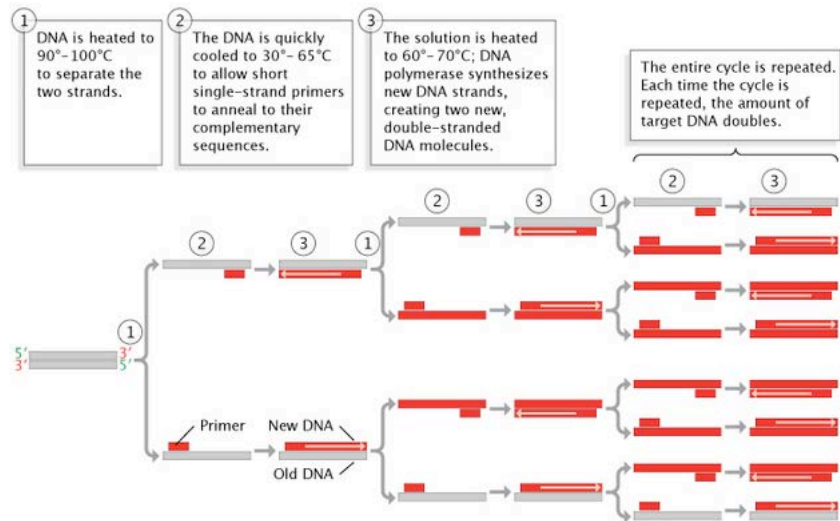 1
DNA is heated to
90°–100°C
to separate the
two strands.
2
The DNA is quickly
cooled to 30°– 65°C
to allow short
single-strand primers
to anneal to their
complementary
sequences.
3
The solution is heated
to 60°–70°C; DNA
polymerase synthesizes
new DNA strands,
creating two new,
double-stranded
DNA molecules.
The entire cycle is repeated.
Each time the cycle is
repeated, the amount of
target DNA doubles.
2 3
2 3 1
2 3 1
1
5′ 3′
3′ 5′
Primer New DNA
Old DNA